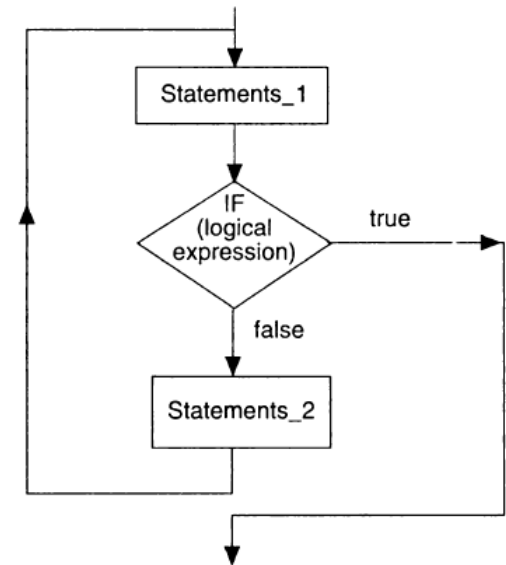 Statements_1
IF
(logical
expression)
true
false
Statements_2